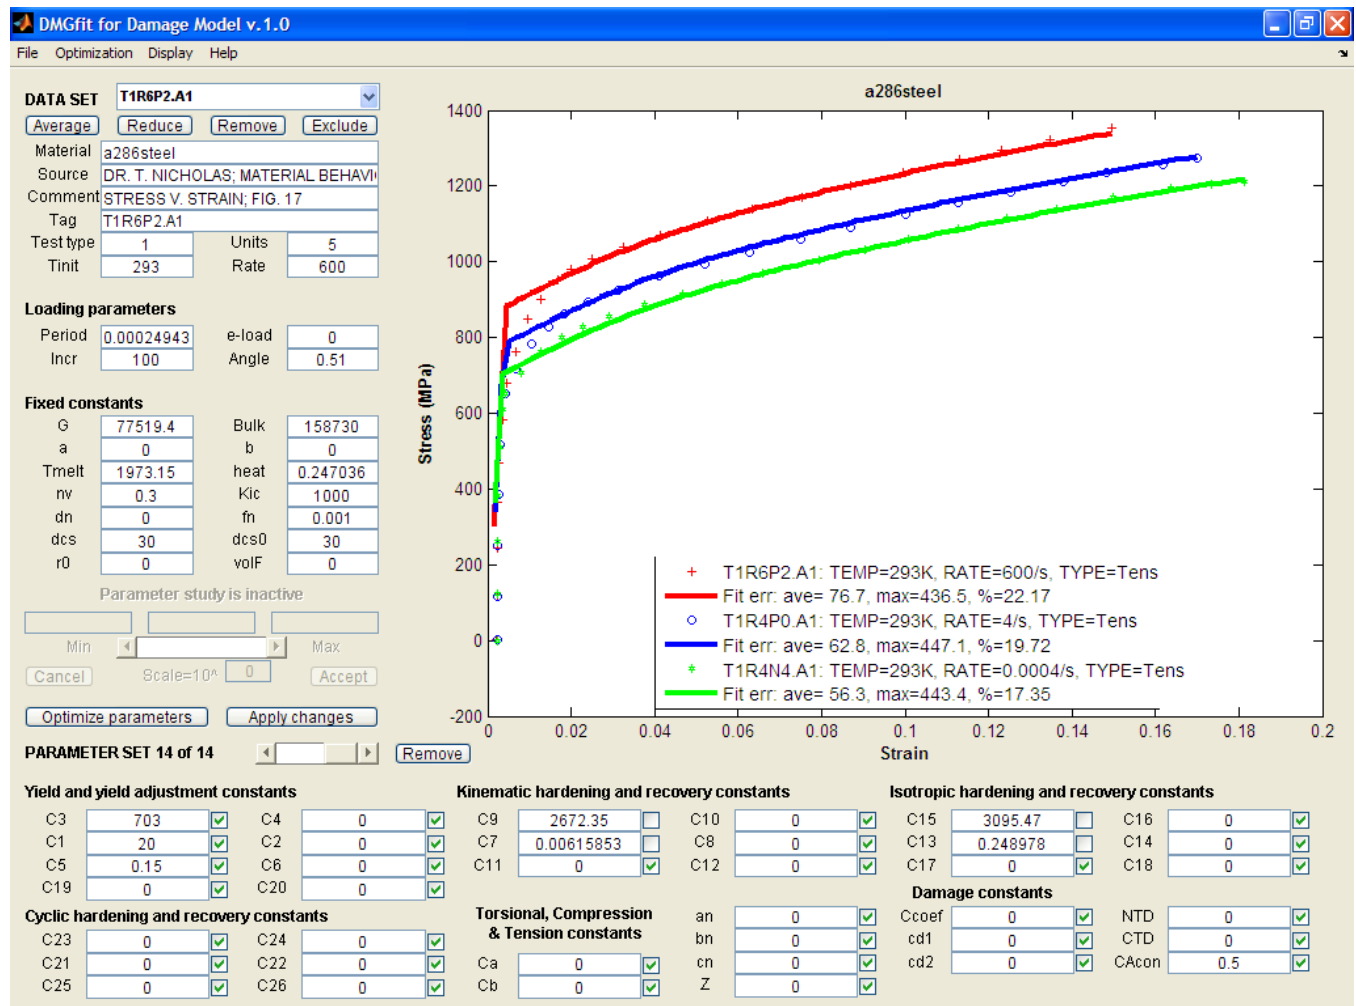 DMGfit for Damage Model v.1.0
File Optimization Display Help
DATA SET T1R6P2.A1
Average Reduce Remove Exclude
Material a286steel
Source DR. T. NICHOLAS; MATERIAL BEHAVI
Comment STRESS V. STRAIN; FIG. 17
Tag T1R6P2.A1
Test type 1 Units 5
Tinit 293 Rate 600
Loading parameters
Period 0.00024943 e-load 0
Incr 100 Angle 0.51
Fixed constants
G 77519.4 Bulk 158730
a 0 b 0
Tmelt 1973.15 heat 0.247036
nv 0.3 Kic 1000
dn 0 fn 0.001
dcs 30 dcs0 30
r0 0 volF 0
Parameter study is inactive
Min Max
Cancel Scale=10^ 0 Accept
Optimize parameters Apply changes
PARAMETER SET 14 of 14 Remove
a286steel
1400
1200
1000
800
600
400
200
0
-200
Stress (MPa)
0 0.02 0.04 0.06 0.08 0.1 0.12 0.14 0.16 0.18 0.2
Strain
T1R6P2.A1: TEMP=293K, RATE=600/s, TYPE=Tens
Fit err: ave= 76.7, max=436.5, %=22.17
T1R4P0.A1: TEMP=293K, RATE=4/s, TYPE=Tens
Fit err: ave= 62.8, max=447.1, %=19.72
T1R4N4.A1: TEMP=293K, RATE=0.0004/s, TYPE=Tens
Fit err: ave= 56.3, max=443.4, %=17.35
Yield and yield adjustment constants
C3 703 C4 0
C1 20 C2 0
C5 0.15 C6 0
C19 0 C20 0
Cyclic hardening and recovery constants
C23 0 C24 0
C21 0 C22 0
C25 0 C26 0
Kinematic hardening and recovery constants
C9 2672.35 C10 0
C7 0.00615853 C8 0
C11 0 C12 0
Torsional, Compression
& Tension constants
Ca 0
Cb 0
an 0
bn 0
cn 0
Z 0
Isotropic hardening and recovery constants
C15 3095.47 C16 0
C13 0.248978 C14 0
C17 0 C18 0
Damage constants
Ccoef 0 NTD 0
cd1 0 CTD 0
cd2 0 CAcon 0.5